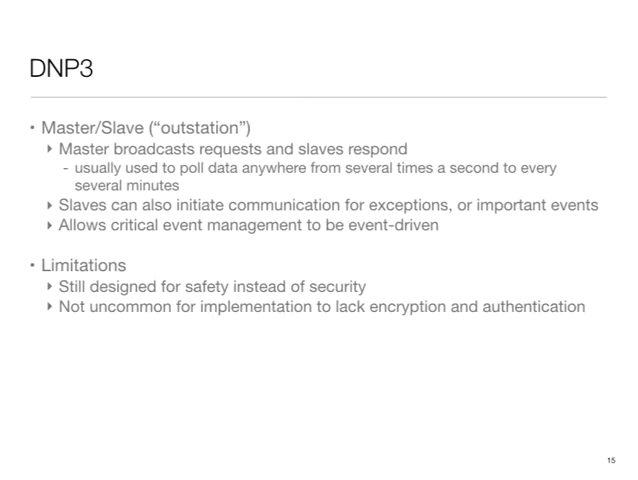 DNP3
• Master/Slave (“outstation”)
‣ Master broadcasts requests and slaves respond
- usually used to poll data anywhere from several times a second to every
several minutes
‣ Slaves can also initiate communication for exceptions, or important events
‣ Allows critical event management to be event-driven
• Limitations
‣ Still designed for safety instead of security
‣ Not uncommon for implementation to lack encryption and authentication
15